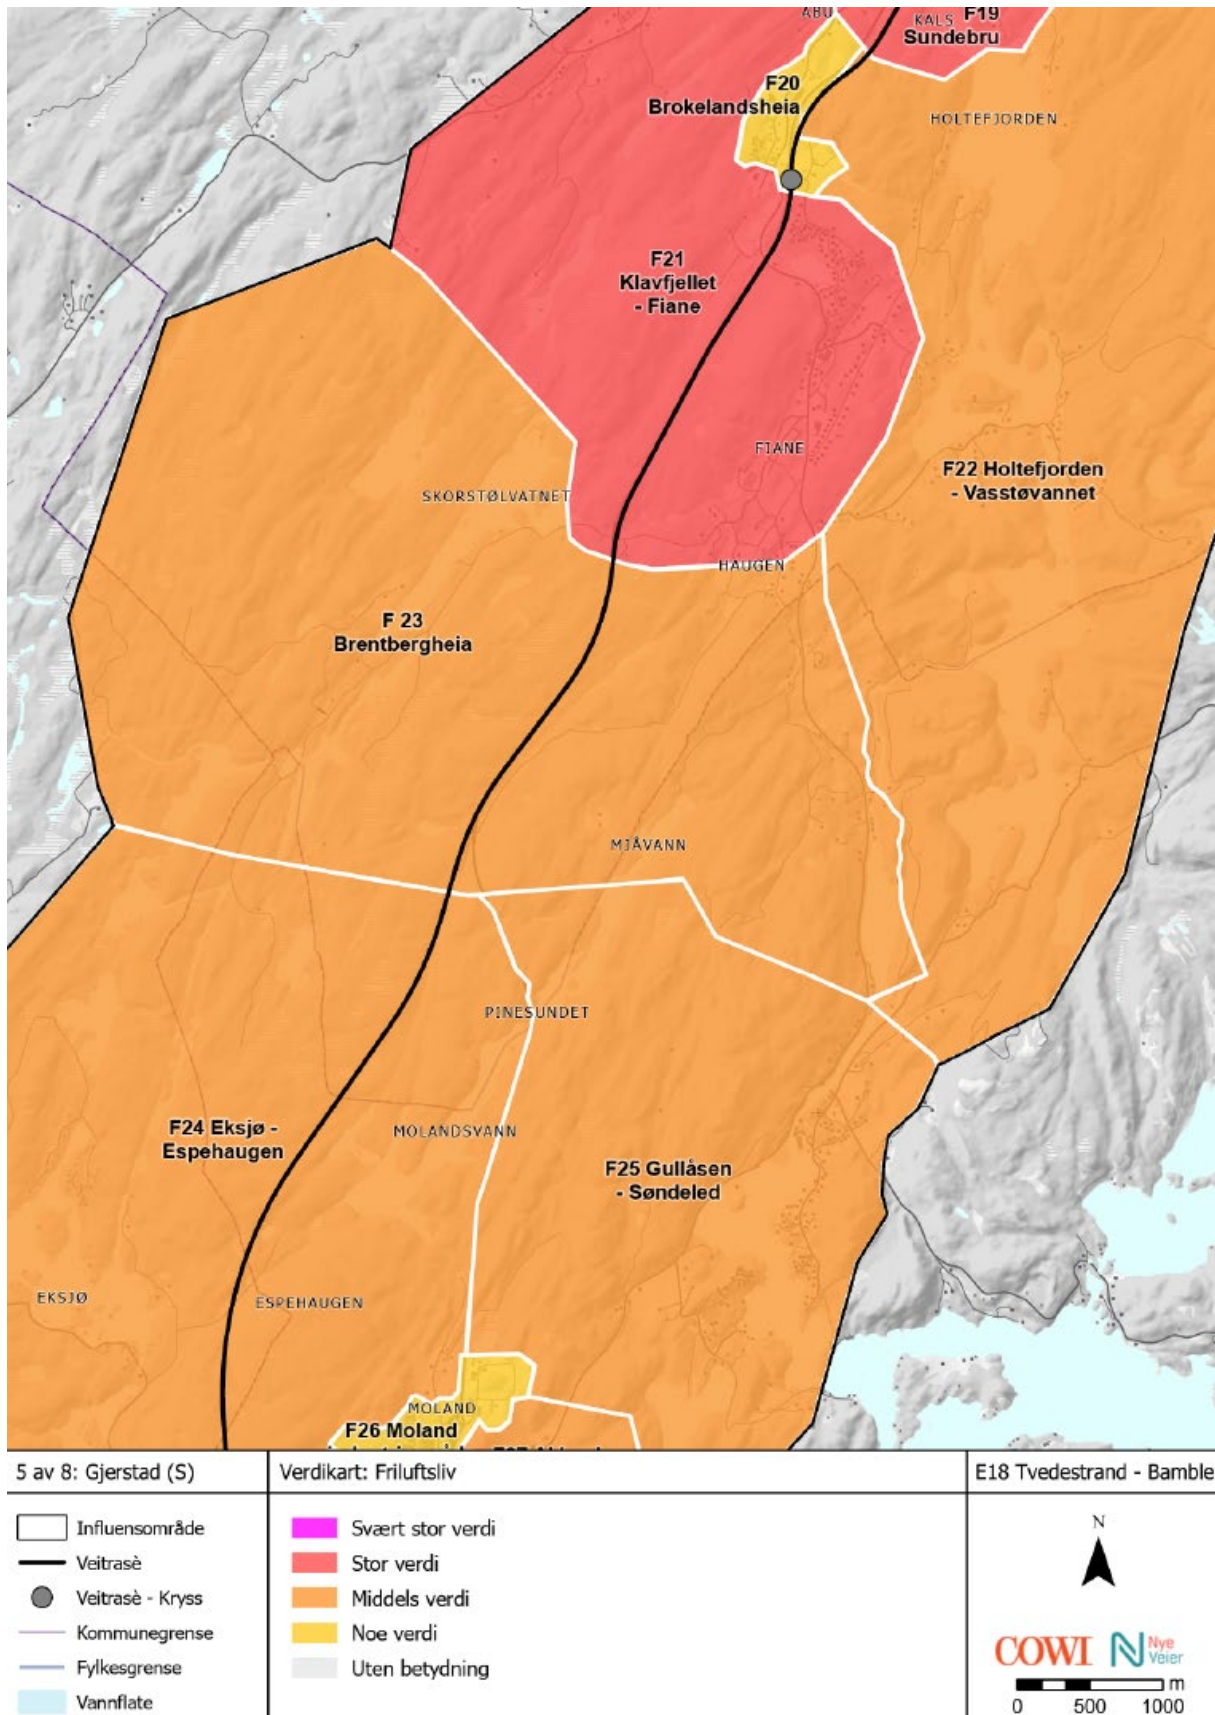 ABU
KALS
F19
Sundebru
F20
Brokelandsheia
HOLTEFJORDEN
F21
Klavfjellet
- Fiane
FIANE
F22 Holtefjorden
- Vasstøvannet
SKORSTØLVATNET
HAUGEN
F 23
Brentbergheia
MJÅVANN
PINESUNDET
F24 Eksjø -
Espehaugen
MOLANDSVANN
F25 Gullåsen
- Søndeled
EKSJØ
ESPEHAUGEN
MOLAND
F26 Moland
5 av 8: Gjerstad (S)
Verdikart: Friluftsliv
E18 Tvedestrand - Bamble
Influensområde
Veitrasè
Veitrasè - Kryss
Kommunegrense
Fylkesgrense
Vannflate
Svært stor verdi
Stor verdi
Middels verdi
Noe verdi
Uten betydning
N
COWI
Nye
Veier
m
0 500 1000